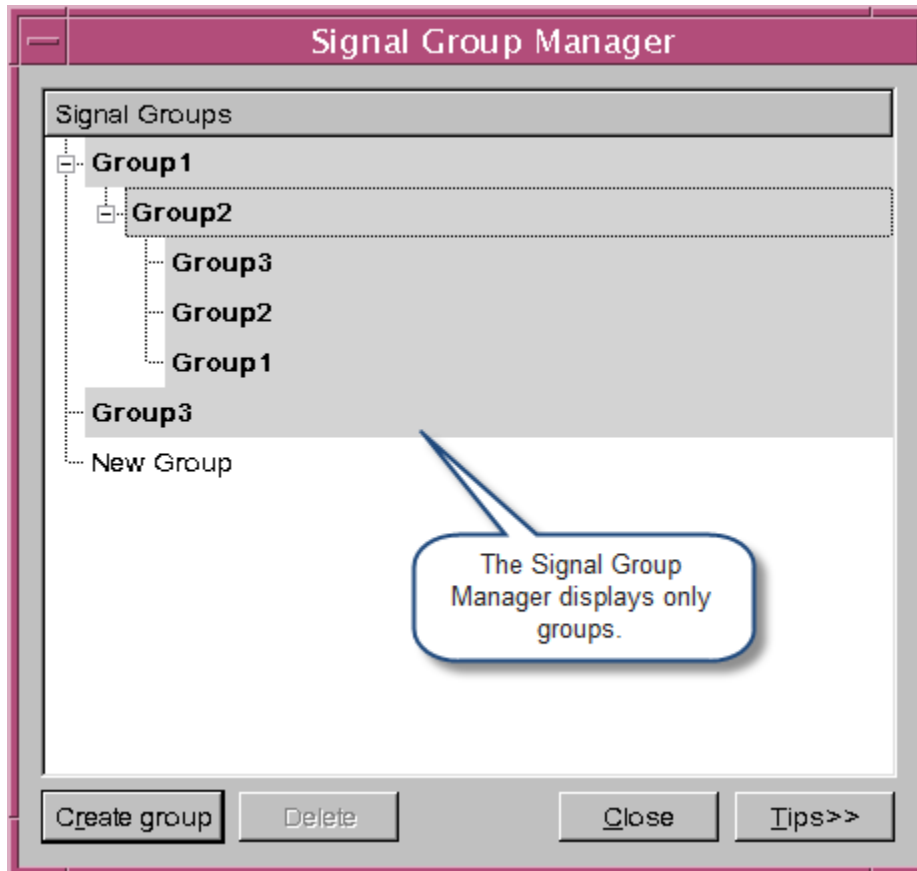 Signal Group Manager
Signal Groups
Group1
Group2
Group3
Group2
Group1
Group3
New Group
The Signal Group
Manager displays only
groups.
Create group
Delete
Close
Tips>>